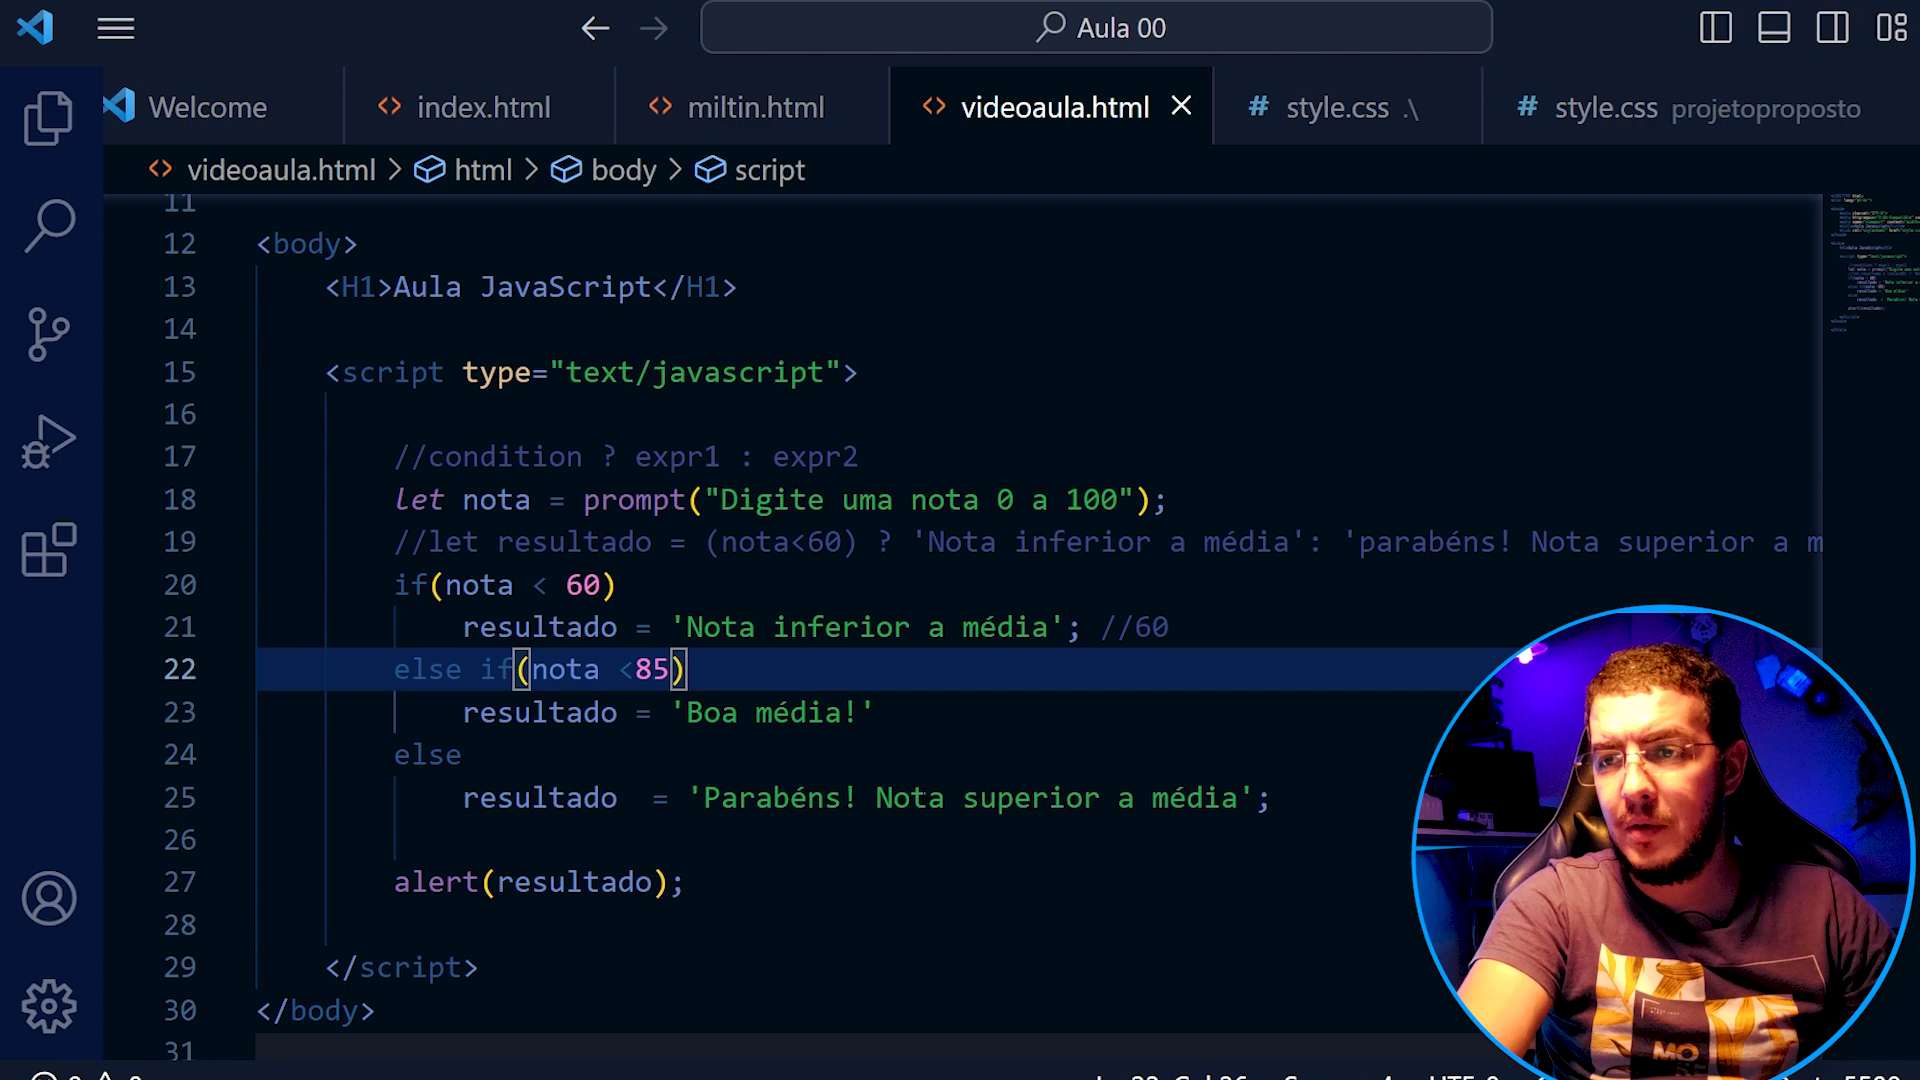 Aula 00
Welcome
index.html
miltin.html
videoaula.html
style.css .\
style.css projetoproposto
videoaula.html > html > body > script
11
12 <body>
13 <H1>Aula JavaScript</H1>
14
15 <script type="text/javascript">
16
17 //condition ? expr1 : expr2
18 let nota = prompt("Digite uma nota 0 a 100");
19 //let resultado = (nota<60) ? 'Nota inferior a média': 'parabéns! Nota superior a m
20 if(nota < 60)
21 resultado = 'Nota inferior a média'; //60
22 else if(nota <85)
23 resultado = 'Boa média!'
24 else
25 resultado = 'Parabéns! Nota superior a média';
26
27 alert(resultado);
28
29 </script>
30 </body>
31
MO